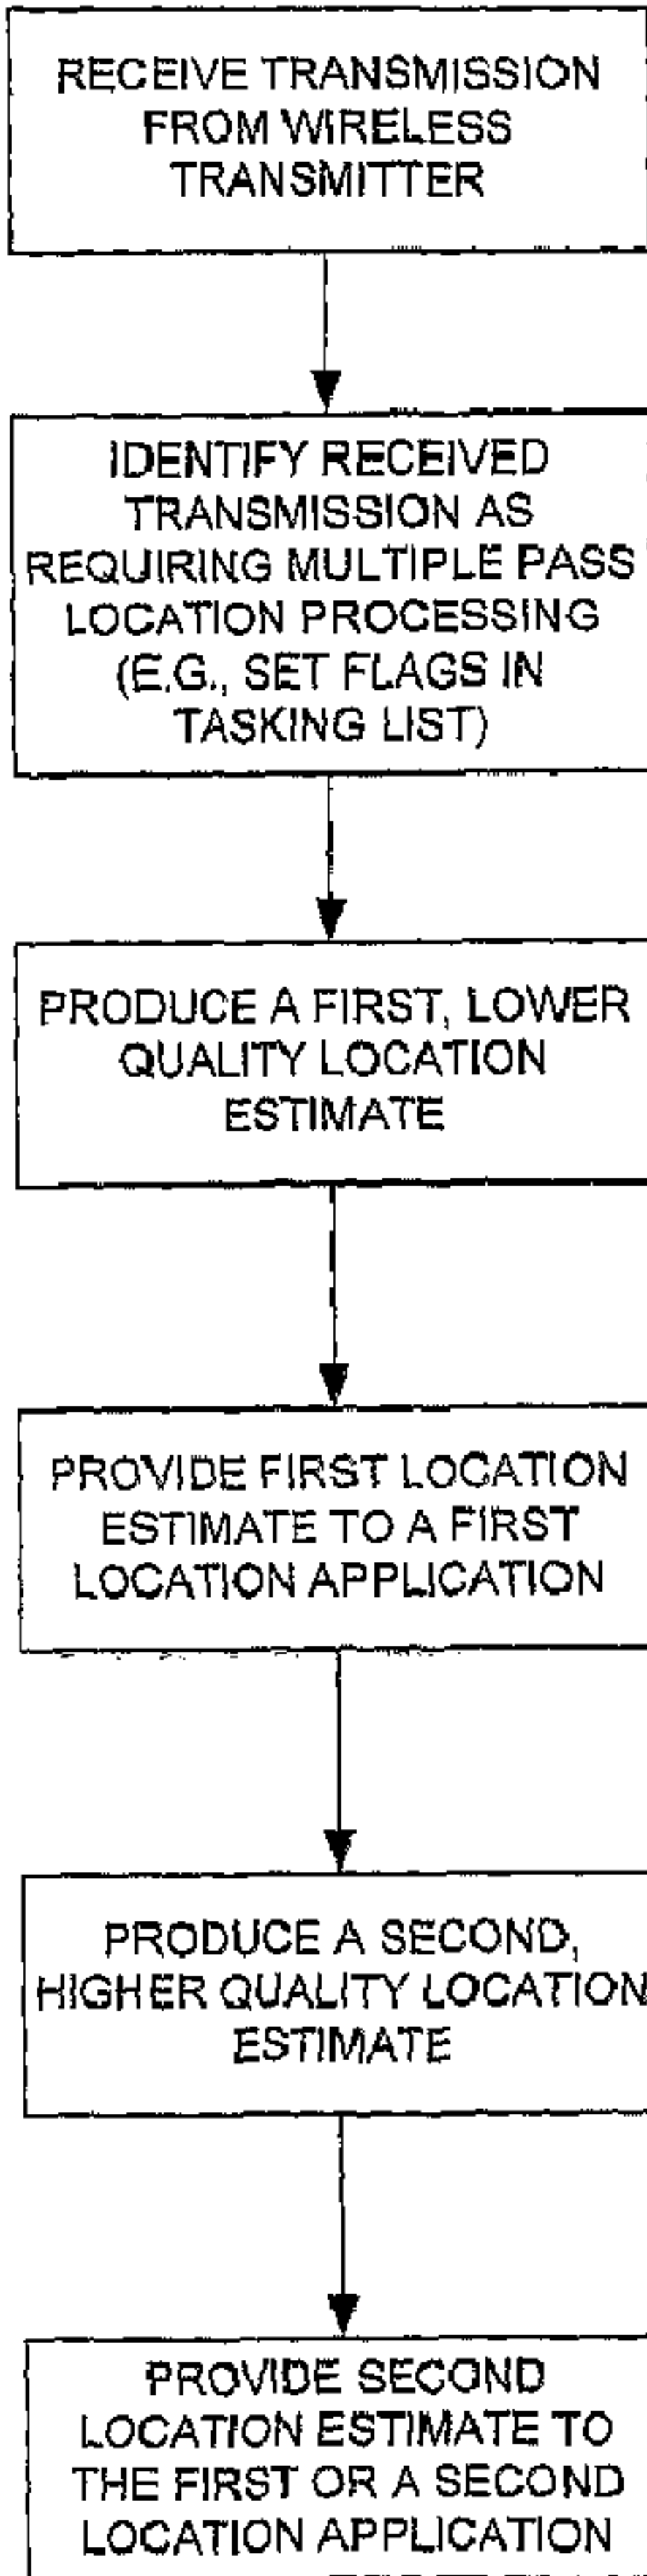 RECEIVE TRANSMISSION
FROM WIRELESS
TRANSMITTER
IDENTIFY RECEIVED
TRANSMISSION AS
REQUIRING MULTIPLE PASS
LOCATION PROCESSING
(E.G., SET FLAGS IN
TASKING LIST)
PRODUCE A FIRST, LOWER
QUALITY LOCATION
ESTIMATE
PROVIDE FIRST LOCATION
ESTIMATE TO A FIRST
LOCATION APPLICATION
PRODUCE A SECOND,
HIGHER QUALITY LOCATION
ESTIMATE
PROVIDE SECOND
LOCATION ESTIMATE TO
THE FIRST OR A SECOND
LOCATION APPLICATION